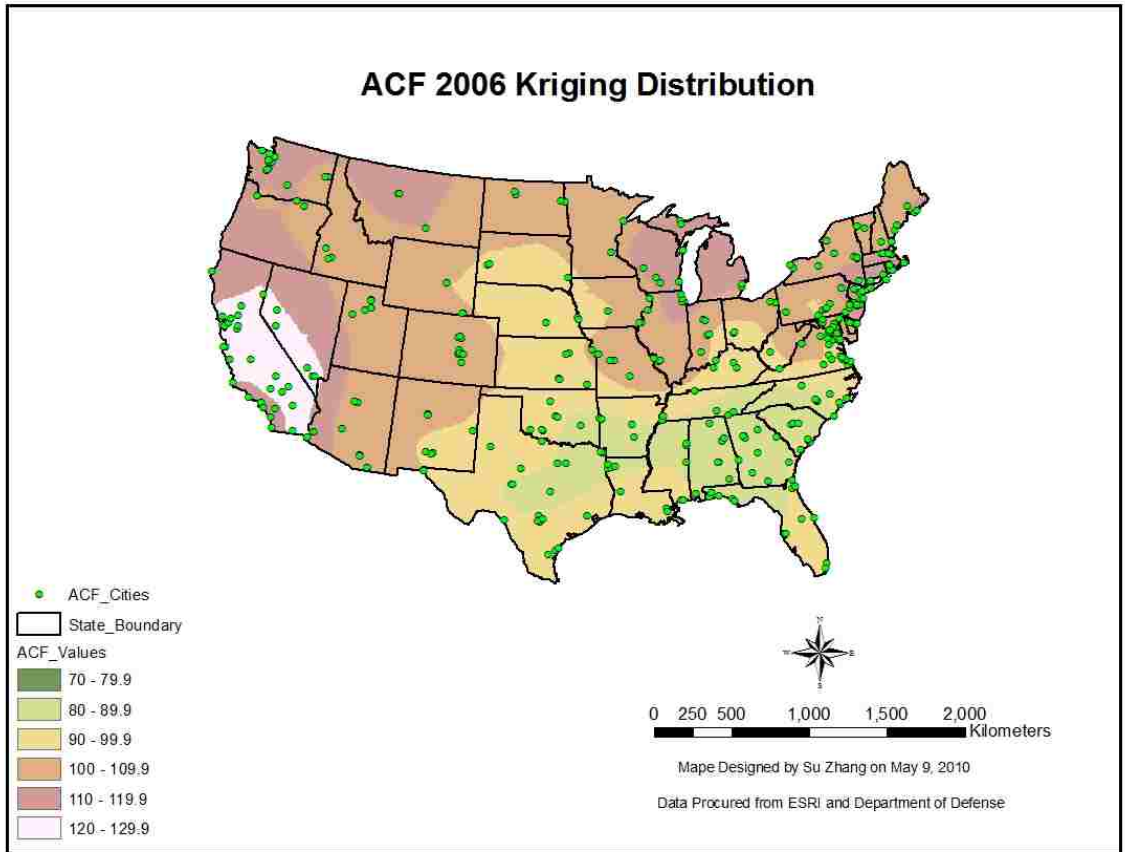 ACF 2006 Kriging Distribution
ACF_Cities
State_Boundary
ACF_Values
70 - 79.9
80 - 89.9
90 - 99.9
100 - 109.9
110 - 119.9
120 - 129.9
N
W E
S
0 250 500 1,000 1,500 2,000
Kilometers
Mape Designed by Su Zhang on May 9, 2010
Data Procured from ESRI and Department of Defense